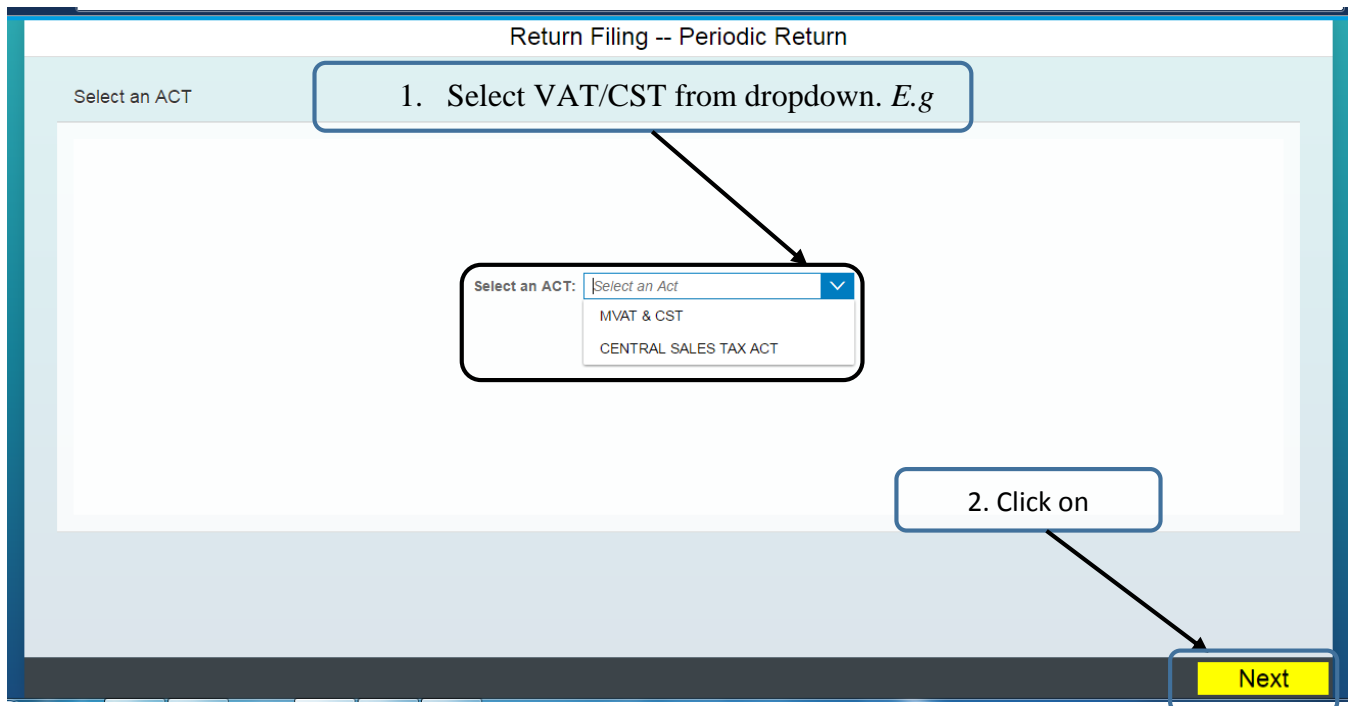 Return Filing -- Periodic Return
Select an ACT
1. Select VAT/CST from dropdown. E.g
Select an ACT: Select an Act
MVAT & CST
CENTRAL SALES TAX ACT
2. Click on
Next